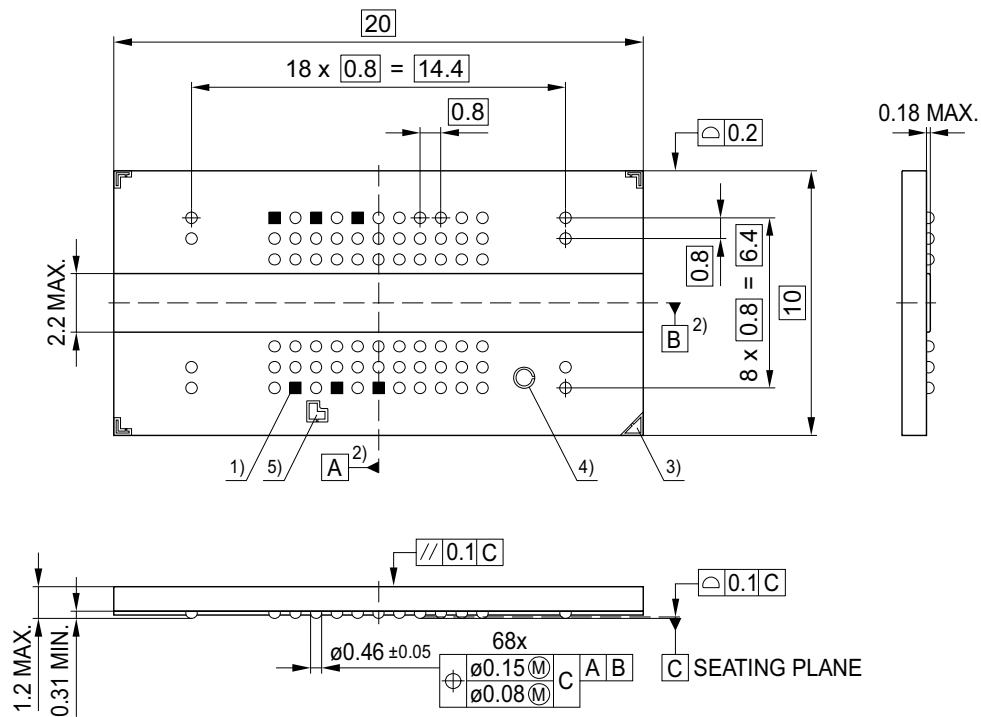 20
18 x 0.8 = 14.4
0.8
0.18 MAX.
⌓ 0.2
2.2 MAX.
0.8
8 x 0.8 = 6.4
10
B 2)
1)
5)
A 2)
4)
3)
// 0.1 C
⌓ 0.1 C
1.2 MAX.
0.31 MIN.
ø0.46 ±0.05
68x
⌖ ø0.15 Ⓜ C A B
ø0.08 Ⓜ
C SEATING PLANE